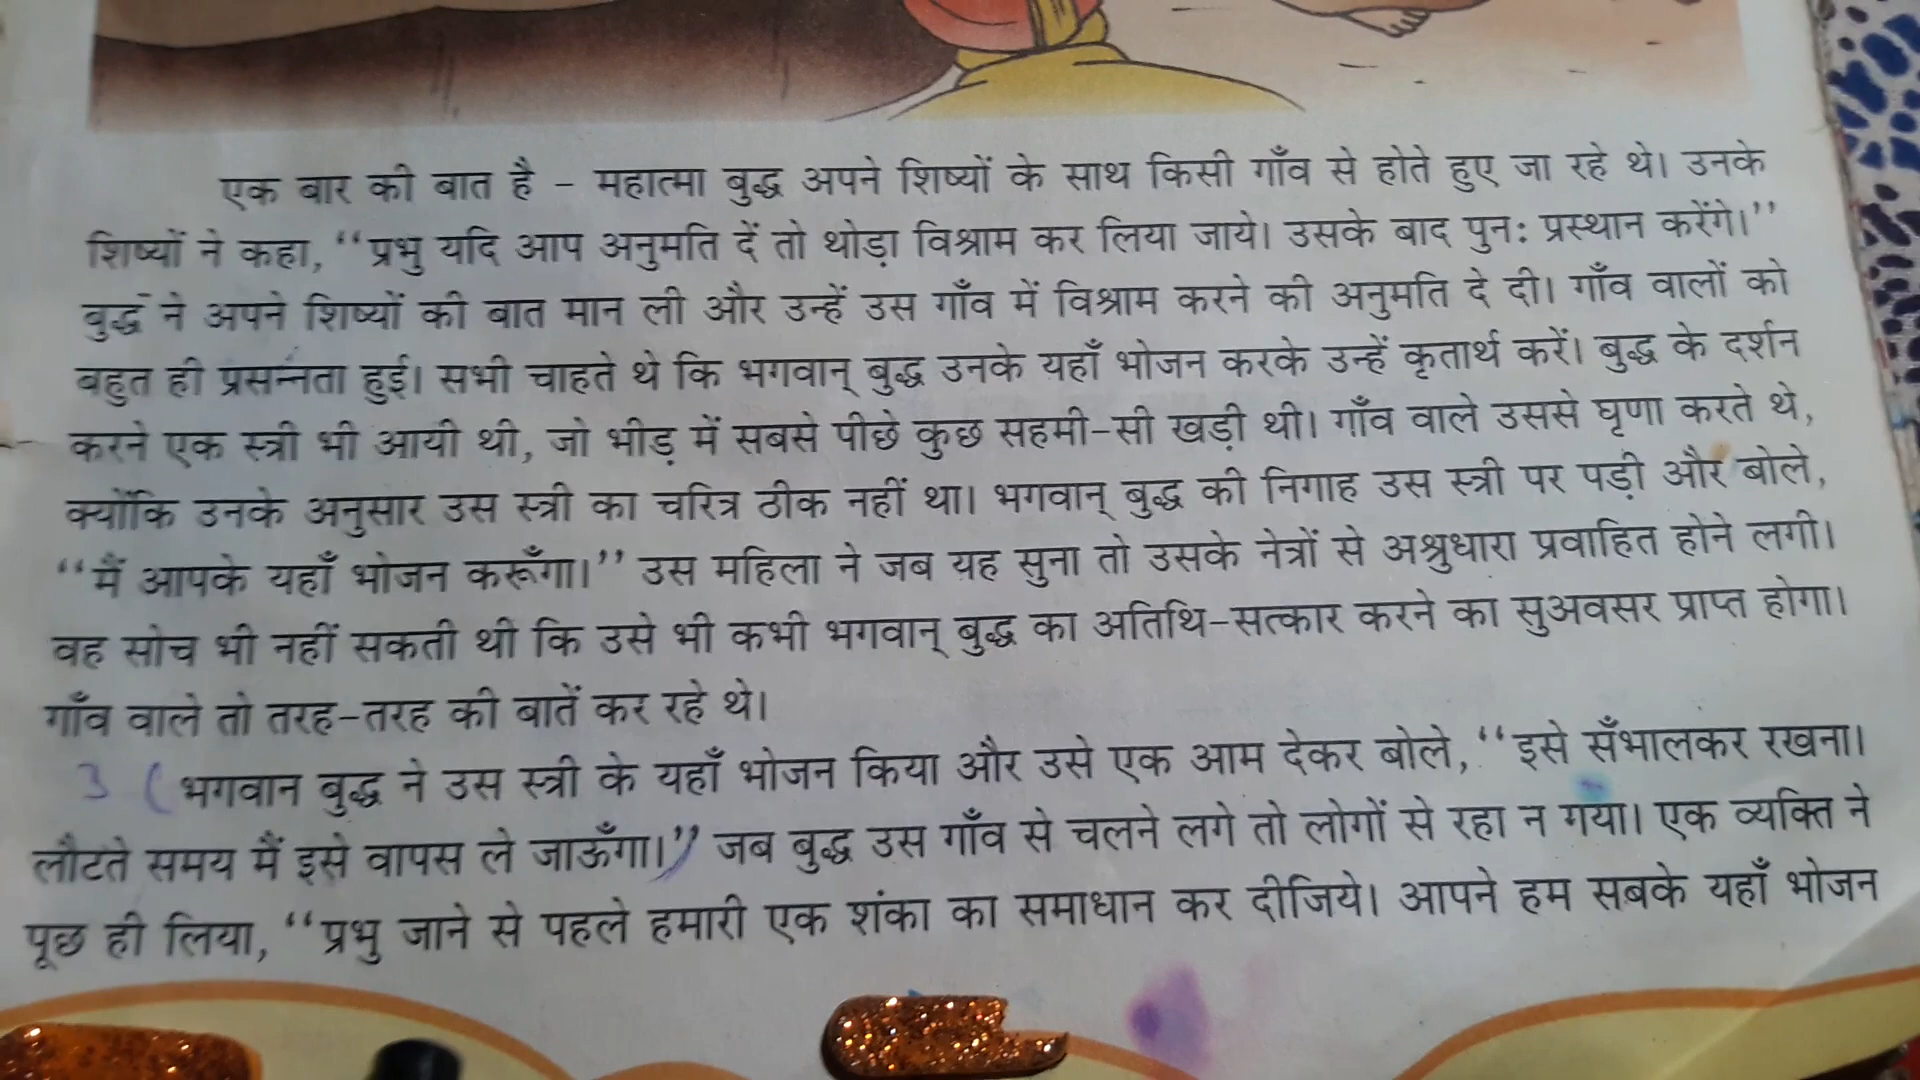 एक बार की बात है - महात्मा बुद्ध अपने शिष्यों के साथ किसी गाँव से होते हुए जा रहे थे। उनके
शिष्यों ने कहा, “प्रभु यदि आप अनुमति दें तो थोड़ा विश्राम कर लिया जाये। उसके बाद पुनः प्रस्थान करेंगे।”
बुद्ध ने अपने शिष्यों की बात मान ली और उन्हें उस गाँव में विश्राम करने की अनुमति दे दी। गाँव वालों को
बहुत ही प्रसन्नता हुई। सभी चाहते थे कि भगवान् बुद्ध उनके यहाँ भोजन करके उन्हें कृतार्थ करें। बुद्ध के दर्शन
करने एक स्त्री भी आयी थी, जो भीड़ में सबसे पीछे कुछ सहमी-सी खड़ी थी। गाँव वाले उससे घृणा करते थे,
क्योंकि उनके अनुसार उस स्त्री का चरित्र ठीक नहीं था। भगवान् बुद्ध की निगाह उस स्त्री पर पड़ी और बोले,
“मैं आपके यहाँ भोजन करूँगा।” उस महिला ने जब यह सुना तो उसके नेत्रों से अश्रुधारा प्रवाहित होने लगी।
वह सोच भी नहीं सकती थी कि उसे भी कभी भगवान् बुद्ध का अतिथि-सत्कार करने का सुअवसर प्राप्त होगा।
गाँव वाले तो तरह-तरह की बातें कर रहे थे।
3 ( भगवान बुद्ध ने उस स्त्री के यहाँ भोजन किया और उसे एक आम देकर बोले, “इसे सँभालकर रखना।
लौटते समय मैं इसे वापस ले जाऊँगा।”) जब बुद्ध उस गाँव से चलने लगे तो लोगों से रहा न गया। एक व्यक्ति ने
पूछ ही लिया, “प्रभु जाने से पहले हमारी एक शंका का समाधान कर दीजिये। आपने हम सबके यहाँ भोजन